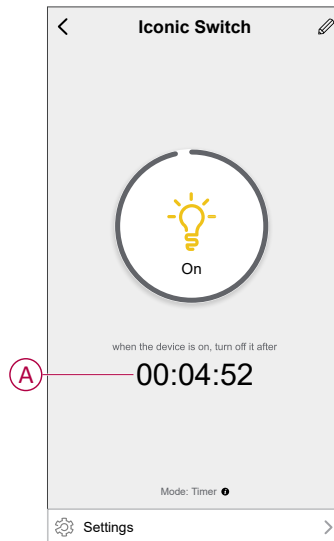 Iconic Switch
On
when the device is on, turn off it after
A
00:04:52
Mode: Timer
Settings